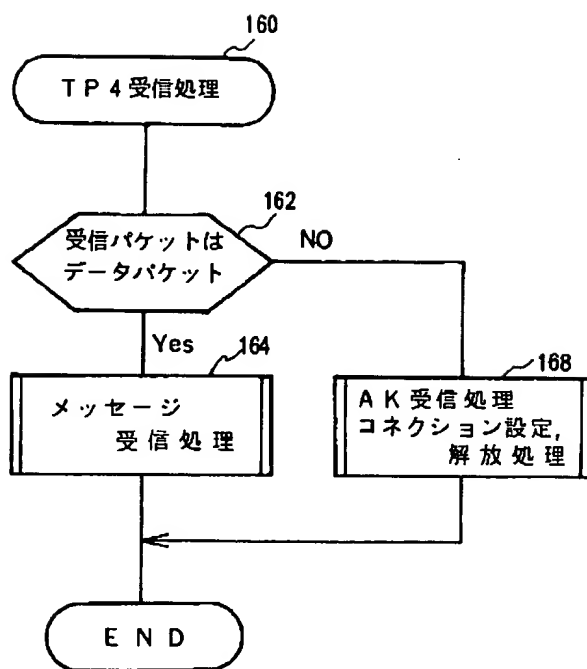 160
TP4受信処理
162
受信パケットは
データパケット
NO
Yes
164
メッセージ
受信処理
168
AK受信処理
コネクション設定,
解放処理
END